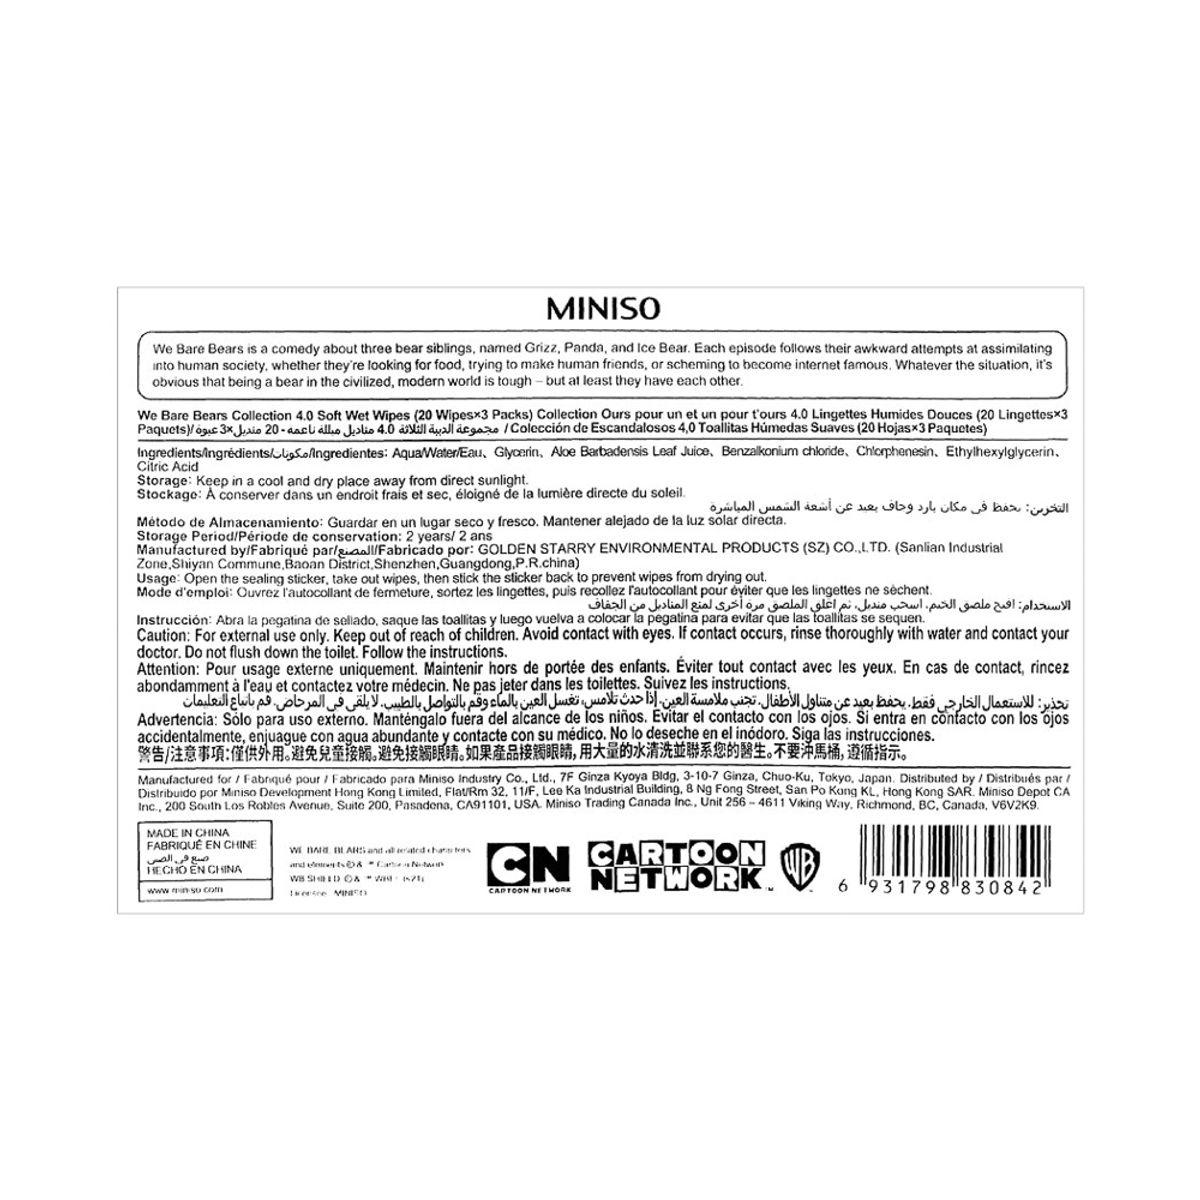 MINISO
We Bare Bears is a comedy about three bear siblings, named Grizz, Panda, and Ice Bear. Each episode follows their awkward attempts at assimilating
into human society, whether they're looking for food, trying to make human friends, or scheming to become internet famous. Whatever the situation, it's
obvious that being a bear in the civilized, modern world is tough – but at least they have each other.
We Bare Bears Collection 4.0 Soft Wet Wipes (20 Wipes×3 Packs) Collection Ours pour un et un pour t'ours 4.0 Lingettes Humides Douces (20 Lingettes×3
Paquets)/ مجموعة الدببة الثلاثة 4.0 مناديل مبللة ناعمه - 20 منديل×3 عبوة / Colección de Escandalosos 4,0 Toallitas Húmedas Suaves (20 Hojas×3 Paquetes)
Ingredients/Ingrédients/مكونات/Ingredientes: Aqua/Water/Eau、Glycerin、Aloe Barbadensis Leaf Juice、Benzalkonium chloride、Chlorphenesin、Ethylhexylglycerin、
Citric Acid
Storage: Keep in a cool and dry place away from direct sunlight.
Stockage: À conserver dans un endroit frais et sec, éloigné de la lumière directe du soleil.
التخزين: يحفظ في مكان بارد وجاف بعيد عن أشعة الشمس المباشرة
Método de Almacenamiento: Guardar en un lugar seco y fresco. Mantener alejado de la luz solar directa.
Storage Period/Période de conservation: 2 years/ 2 ans
Manufactured by/Fabriqué par/المصنع/Fabricado por: GOLDEN STARRY ENVIRONMENTAL PRODUCTS (SZ) CO.,LTD. (Sanlian Industrial
Zone,Shiyan Commune,Baoan District,Shenzhen,Guangdong,P.R.china)
Usage: Open the sealing sticker, take out wipes, then stick the sticker back to prevent wipes from drying out.
Mode d'emploi: Ouvrez l'autocollant de fermeture, sortez les lingettes, puis recollez l'autocollant pour éviter que les lingettes ne sèchent.
الاستخدام: افتح ملصق الختم، اسحب منديل، ثم اغلق الملصق مرة أخرى لمنع المناديل من الجفاف
Instrucción: Abra la pegatina de sellado, saque las toallitas y luego vuelva a colocar la pegatina para evitar que las toallitas se sequen.
Caution: For external use only. Keep out of reach of children. Avoid contact with eyes. If contact occurs, rinse thoroughly with water and contact your
doctor. Do not flush down the toilet. Follow the instructions.
Attention: Pour usage externe uniquement. Maintenir hors de portée des enfants. Éviter tout contact avec les yeux. En cas de contact, rincez
abondamment à l'eau et contactez votre médecin. Ne pas jeter dans les toilettes. Suivez les instructions.
تحذير: للاستعمال الخارجي فقط. يحفظ بعيد عن متناول الأطفال. تجنب ملامسة العين. إذا حدث تلامس، تغسل العين بالماء وقم بالتواصل بالطبيب. لا يلقى في المرحاض. قم باتباع التعليمات
Advertencia: Sólo para uso externo. Manténgalo fuera del alcance de los niños. Evitar el contacto con los ojos. Si entra en contacto con los ojos
accidentalmente, enjuague con agua abundante y contacte con su médico. No lo deseche en el inódoro. Siga las instrucciones.
警告/注意事項:僅供外用。避免兒童接觸。避免接觸眼睛。如果產品接觸眼睛,用大量的水清洗並聯系您的醫生。不要沖馬桶,遵循指示。
Manufactured for / Fabriqué pour / Fabricado para Miniso Industry Co., Ltd., 7F Ginza Kyoya Bldg, 3-10-7 Ginza, Chuo-Ku, Tokyo, Japan. Distributed by / Distribués par /
Distribuido por Miniso Development Hong Kong Limited, Flat/Rm 32, 11/F, Lee Ka Industrial Building, 8 Ng Fong Street, San Po Kong KL, Hong Kong SAR. Miniso Depot CA
Inc., 200 South Los Robles Avenue, Suite 200, Pasadena, CA91101, USA. Miniso Trading Canada Inc., Unit 256 – 4611 Viking Way, Richmond, BC, Canada, V6V2K9.
MADE IN CHINA
FABRIQUÉ EN CHINE
صنع في الصين
HECHO EN CHINA
www.miniso.com
WE BARE BEARS and all related characters
and elements © & ™ Cartoon Network
WB SHIELD © & ™ WBEI (s21)
Licensee MINISO
CN
CARTOON NETWORK
CARTOON
NETWORK™
WB
6 931798 830842